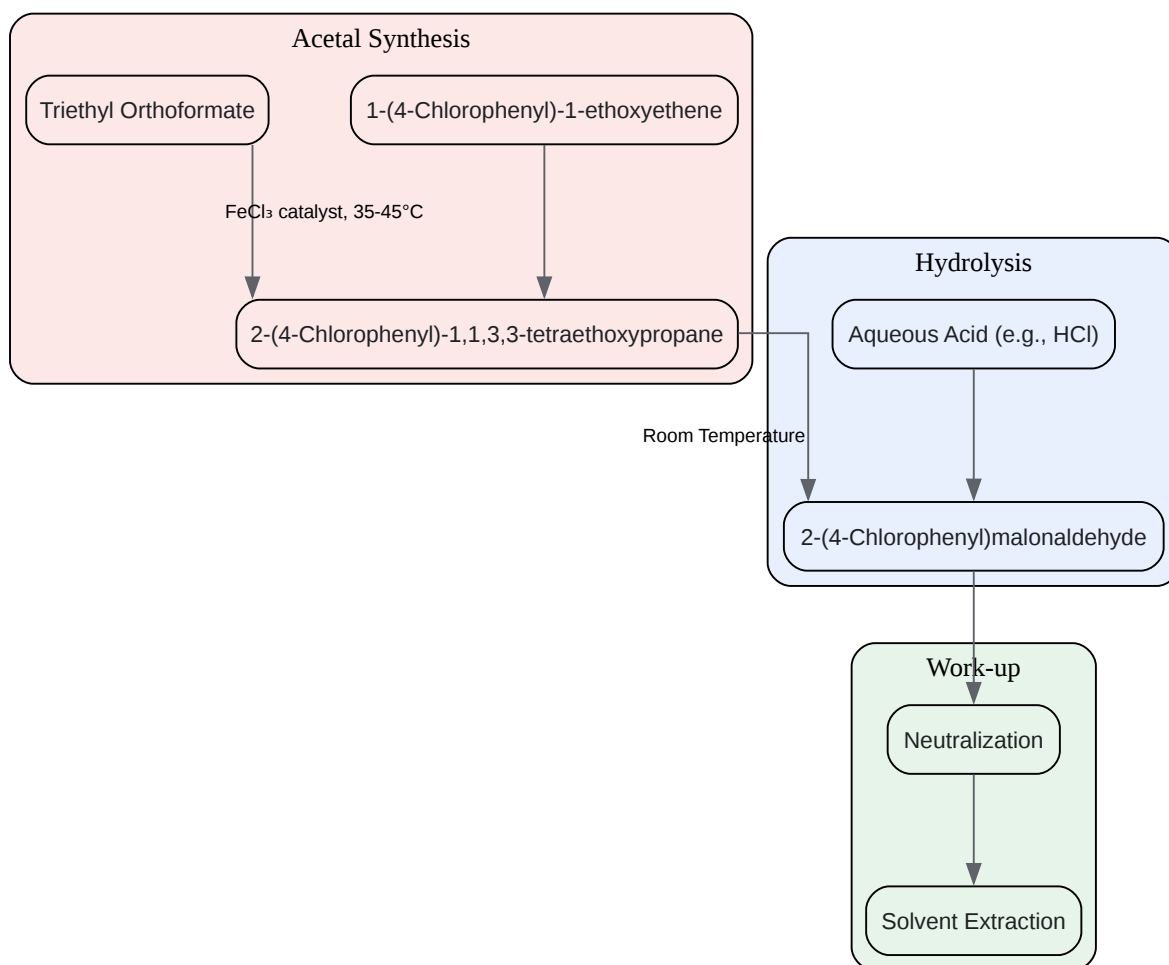 Acetal Synthesis
Triethyl Orthoformate
1-(4-Chlorophenyl)-1-ethoxyethene
FeCl₃ catalyst, 35-45°C
2-(4-Chlorophenyl)-1,1,3,3-tetraethoxypropane
Hydrolysis
Aqueous Acid (e.g., HCl)
Room Temperature
2-(4-Chlorophenyl)malonaldehyde
Work-up
Neutralization
Solvent Extraction